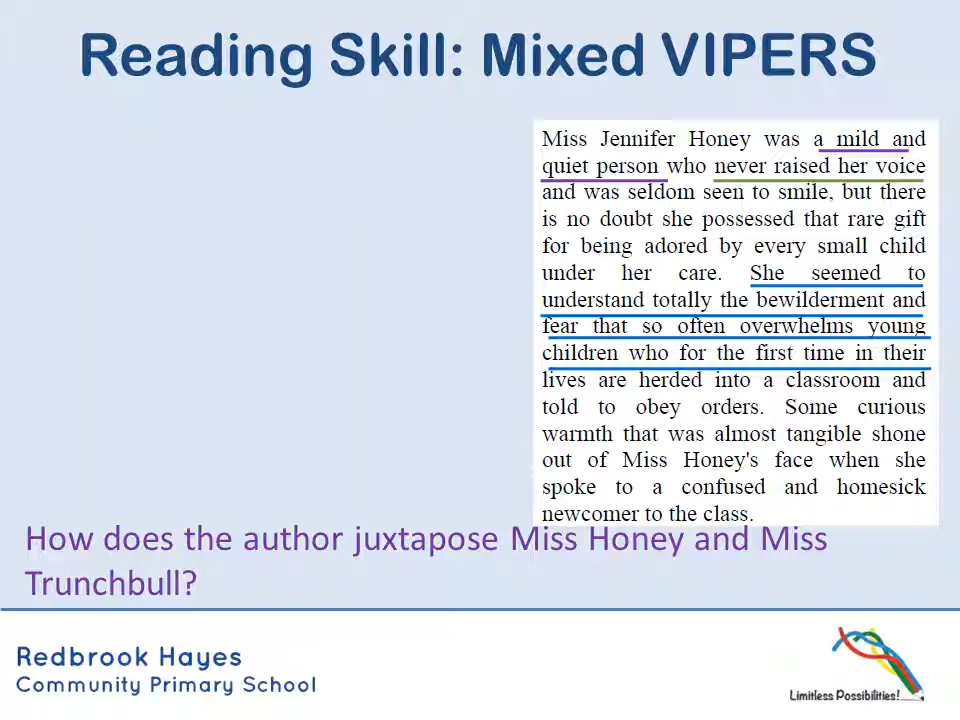 Reading Skill: Mixed VIPERS
Miss Jennifer Honey was a mild and
quiet person who never raised her voice
and was seldom seen to smile, but there
is no doubt she possessed that rare gift
for being adored by every small child
under her care. She seemed to
understand totally the bewilderment and
fear that so often overwhelms young
children who for the first time in their
lives are herded into a classroom and
told to obey orders. Some curious
warmth that was almost tangible shone
out of Miss Honey's face when she
spoke to a confused and homesick
newcomer to the class.
How does the author juxtapose Miss Honey and Miss
Trunchbull?
Redbrook Hayes
Community Primary School
Limitless Possibilities!